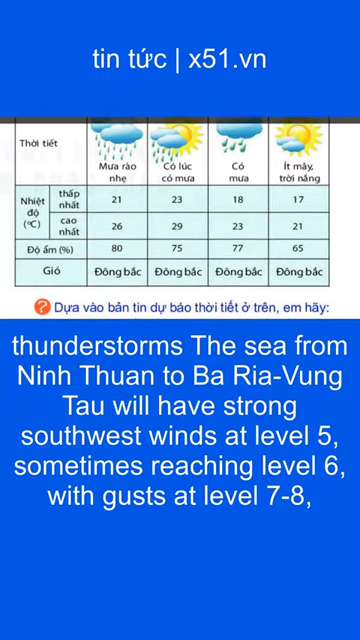 tin tức | x51.vn
Thời tiết
Mưa rào nhẹ
Có lúc có mưa
Có mưa
Ít mây, trời nắng
Nhiệt độ (°C)
thấp nhất 21 23 18 17
cao nhất 26 29 23 21
Độ ẩm (%) 80 75 77 65
Gió Đông bắc Đông bắc Đông bắc Đông bắc
? Dựa vào bản tin dự báo thời tiết ở trên, em hãy:
thunderstorms The sea from
Ninh Thuan to Ba Ria-Vung
Tau will have strong
southwest winds at level 5,
sometimes reaching level 6,
with gusts at level 7-8,